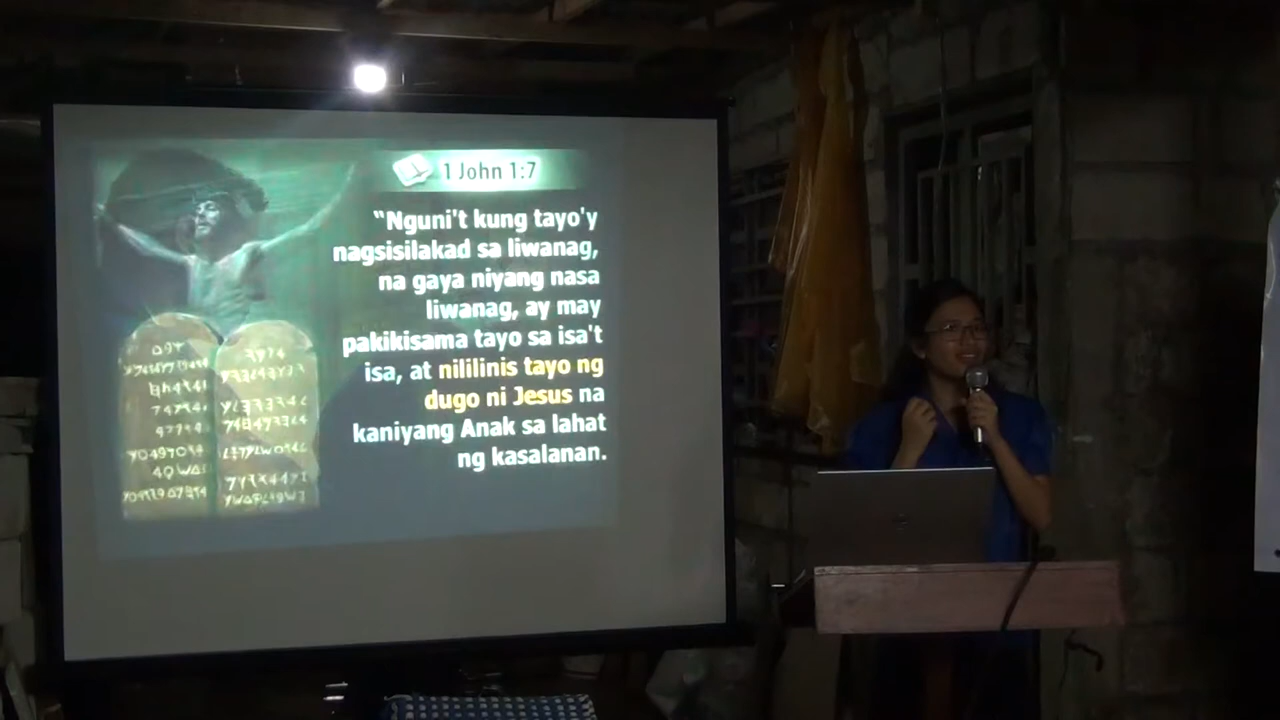 1 John 1:7
“Nguni't kung tayo'y
nagsisilakad sa liwanag,
na gaya niyang nasa
liwanag, ay may
pakikisama tayo sa isa't
isa, at nililinis tayo ng
dugo ni Jesus na
kaniyang Anak sa lahat
ng kasalanan.